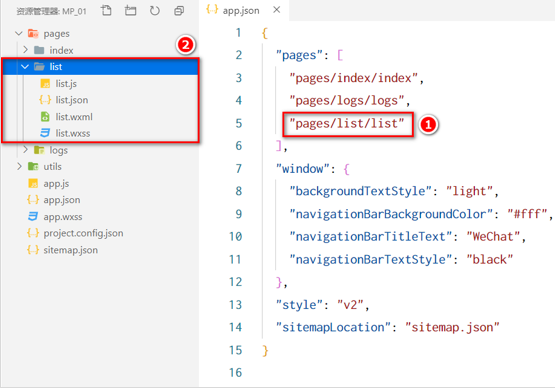 资源管理器: MP_01
pages
index
list
list.js
list.json
list.wxml
list.wxss
logs
utils
app.js
app.json
app.wxss
project.config.json
sitemap.json
2
app.json
1 {
2 "pages": [
3 "pages/index/index",
4 "pages/logs/logs",
5 "pages/list/list"
1
6 ],
7 "window": {
8 "backgroundTextStyle": "light",
9 "navigationBarBackgroundColor": "#fff",
10 "navigationBarTitleText": "WeChat",
11 "navigationBarTextStyle": "black"
12 },
13 "style": "v2",
14 "sitemapLocation": "sitemap.json"
15 }
16